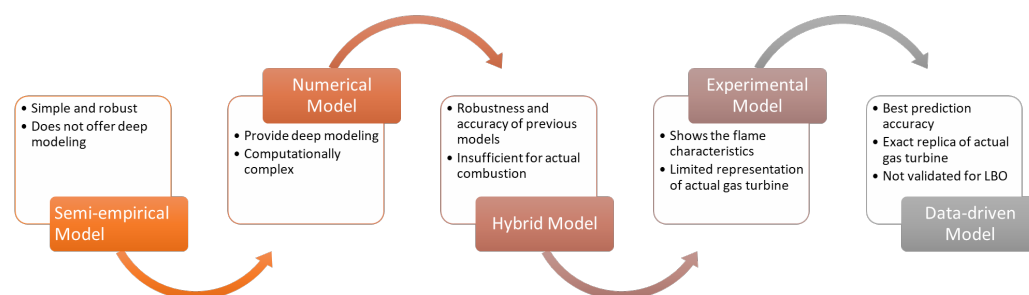 • Simple and robust
• Does not offer deep
modeling
Semi-empirical
Model
Numerical
Model
• Provide deep modeling
• Computationally
complex
• Robustness and
accuracy of previous
models
• Insufficient for actual
combustion
Hybrid Model
Experimental
Model
• Shows the flame
characteristics
• Limited representation
of actual gas turbine
• Best prediction
accuracy
• Exact replica of actual
gas turbine
• Not validated for LBO
Data-driven
Model